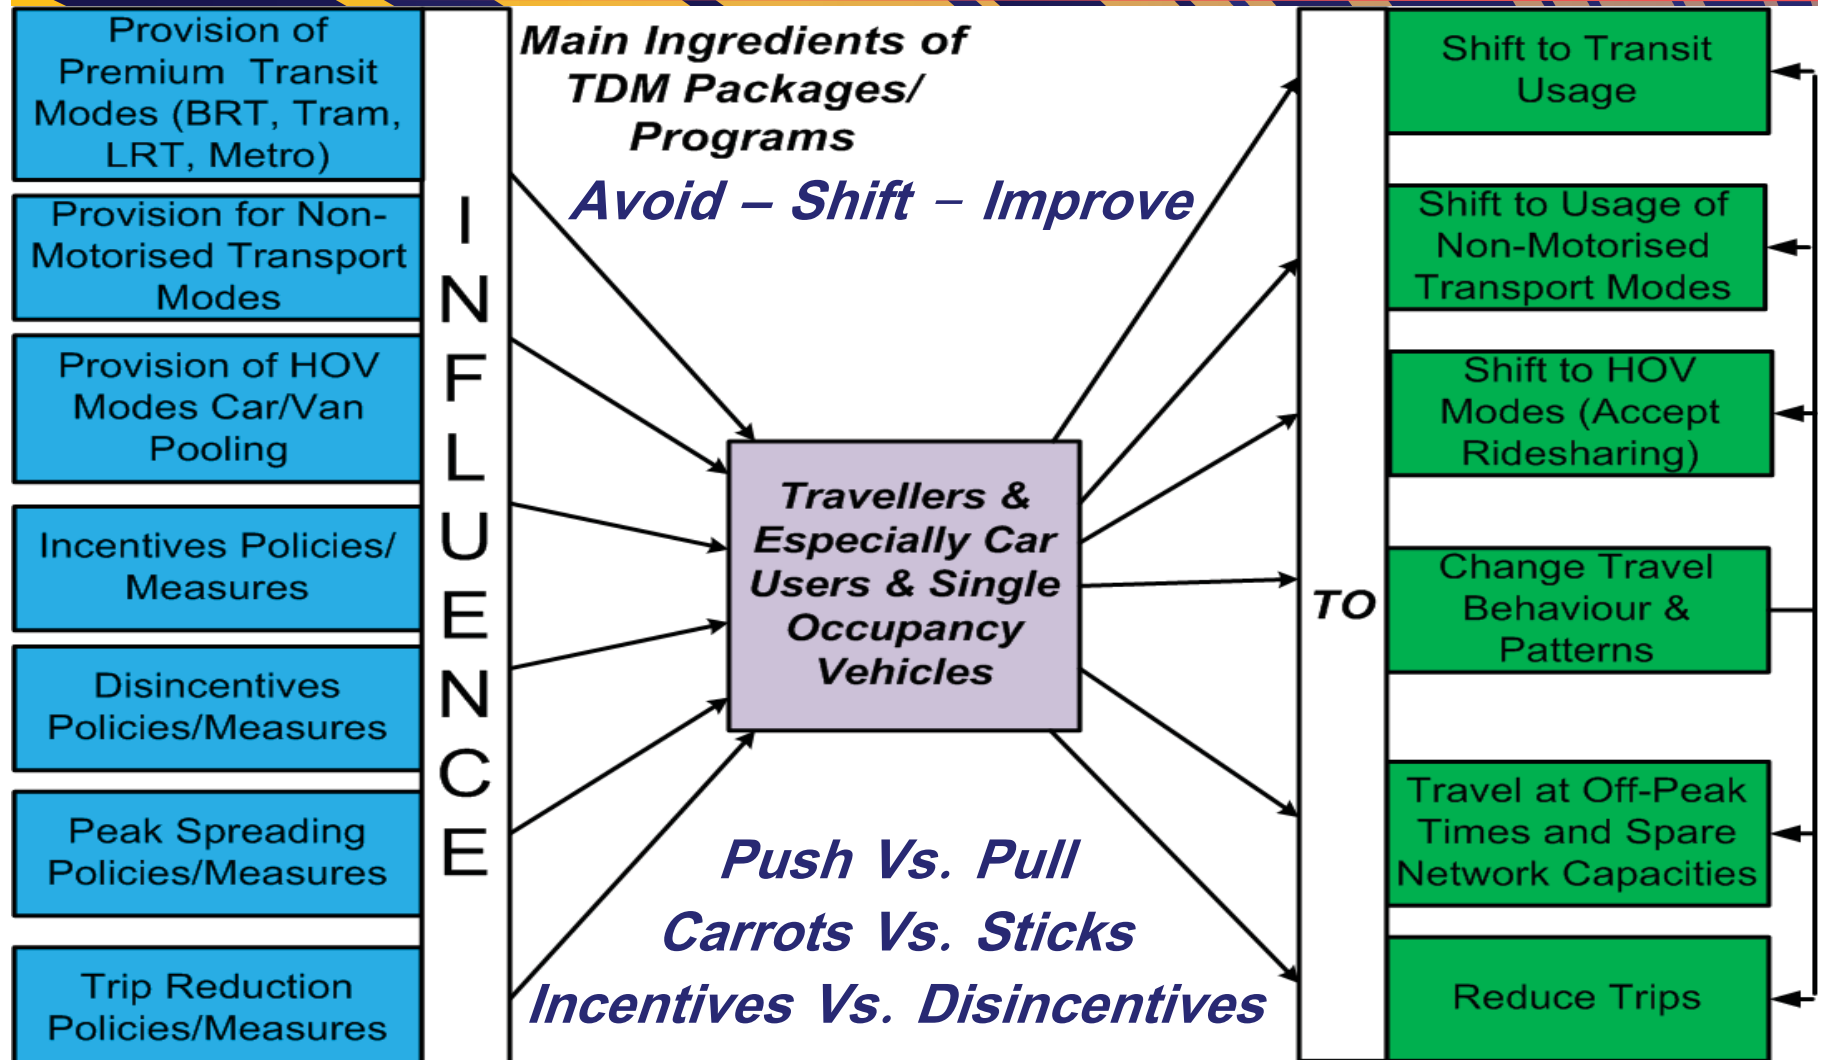 Provision of
Premium Transit
Modes (BRT, Tram,
LRT, Metro)
Provision for Non-
Motorised Transport
Modes
Provision of HOV
Modes Car/Van
Pooling
Incentives Policies/
Measures
Disincentives
Policies/Measures
Peak Spreading
Policies/Measures
Trip Reduction
Policies/Measures
I
N
F
L
U
E
N
C
E
Main Ingredients of
TDM Packages/
Programs
Avoid – Shift – Improve
Travellers &
Especially Car
Users & Single
Occupancy
Vehicles
Push Vs. Pull
Carrots Vs. Sticks
Incentives Vs. Disincentives
TO
Shift to Transit
Usage
Shift to Usage of
Non-Motorised
Transport Modes
Shift to HOV
Modes (Accept
Ridesharing)
Change Travel
Behaviour &
Patterns
Travel at Off-Peak
Times and Spare
Network Capacities
Reduce Trips